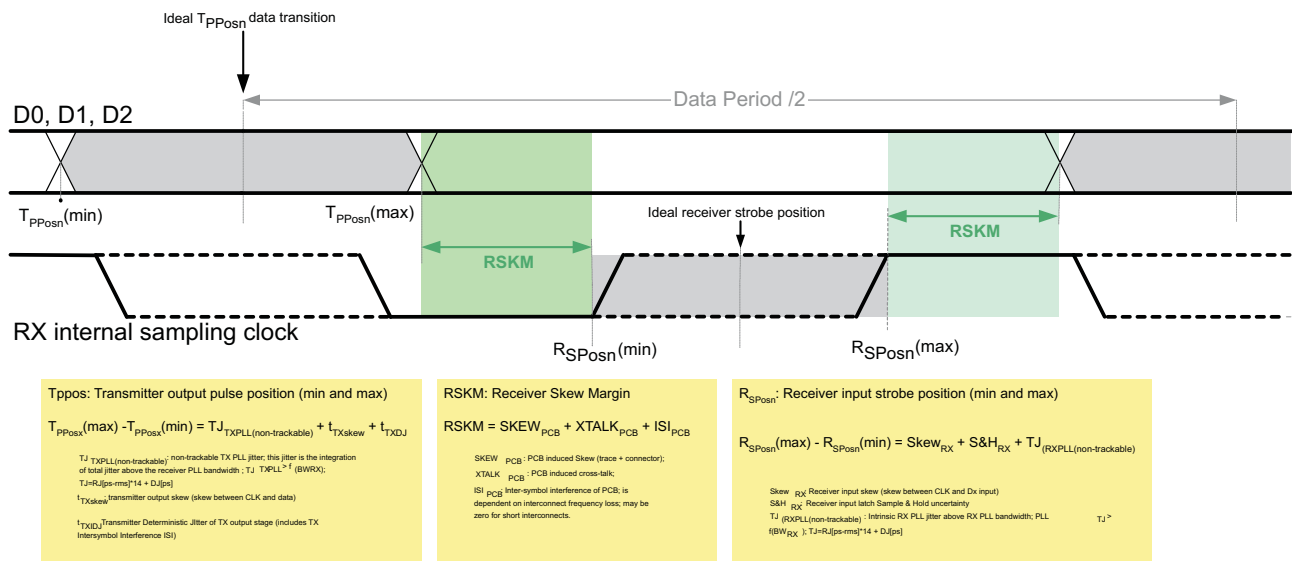 Ideal TPPosn data transition
Data Period /2
D0, D1, D2
TPPosn(min)
TPPosn(max)
Ideal receiver strobe position
RSKM
RSKM
RX internal sampling clock
RSPosn(min)
RSPosn(max)
Tppos: Transmitter output pulse position (min and max)
TPPosx(max) -TPPosx(min) = TJTXPLL(non-trackable) + tTXskew + tTXDJ
TJ TXPLL(non-trackable): non-trackable TX PLL jitter; this jitter is the integration
of total jitter above the receiver PLL bandwidth ; TJ TXPLL> f (BWRX);
TJ=RJ[ps-rms]*14 + DJ[ps]
tTXskew: transmitter output skew (skew between CLK and data)
tTXIDJ Transmitter Deterministic JItter of TX output stage (includes TX
Intersymbol Interference ISI)
RSKM: Receiver Skew Margin
RSKM = SKEWPCB + XTALKPCB + ISIPCB
SKEW PCB: PCB induced Skew (trace + connector);
XTALK PCB : PCB induced cross-talk;
ISI PCB: Inter-symbol interference of PCB; is
dependent on interconnect frequency loss; may be
zero for short interconnects.
RSPosn: Receiver input strobe position (min and max)
RSPosn(max) - RSPosn(min) = SkewRX + S&HRX + TJ(RXPLL(non-trackable)
Skew RX: Receiver input skew (skew between CLK and Dx input)
S&H RX: Receiver input latch Sample & Hold uncertainty
TJ (RXPLL(non-trackable) : Intrinsic RX PLL jitter above RX PLL bandwidth; PLL TJ >
f(BWRX ); TJ=RJ[ps-rms]*14 + DJ[ps]